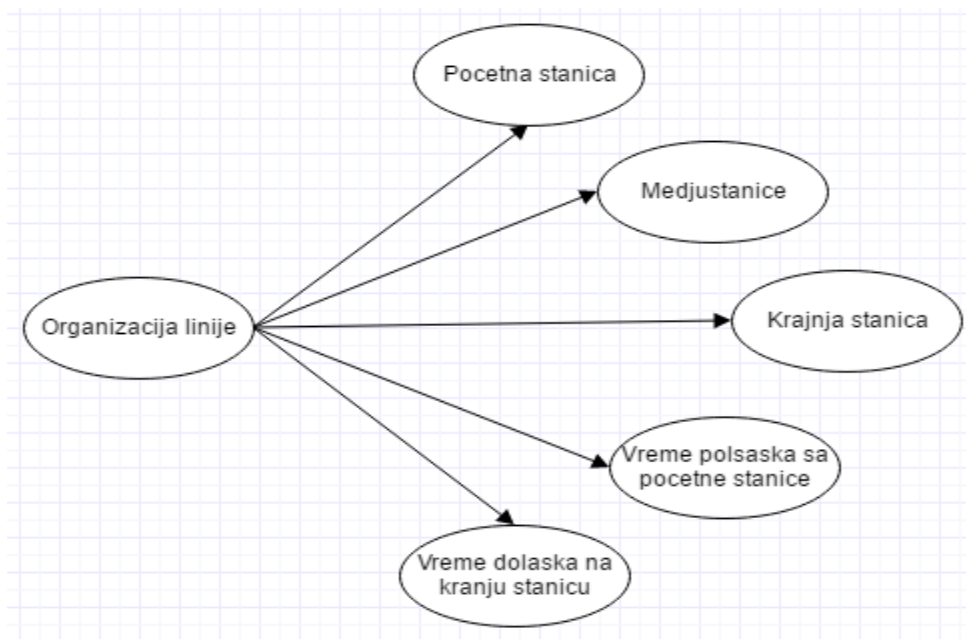 Pocetna stanica
Medjustanice
Organizacija linije
Krajnja stanica
Vreme polsaska sa
pocetne stanice
Vreme dolaska na
kranju stanicu